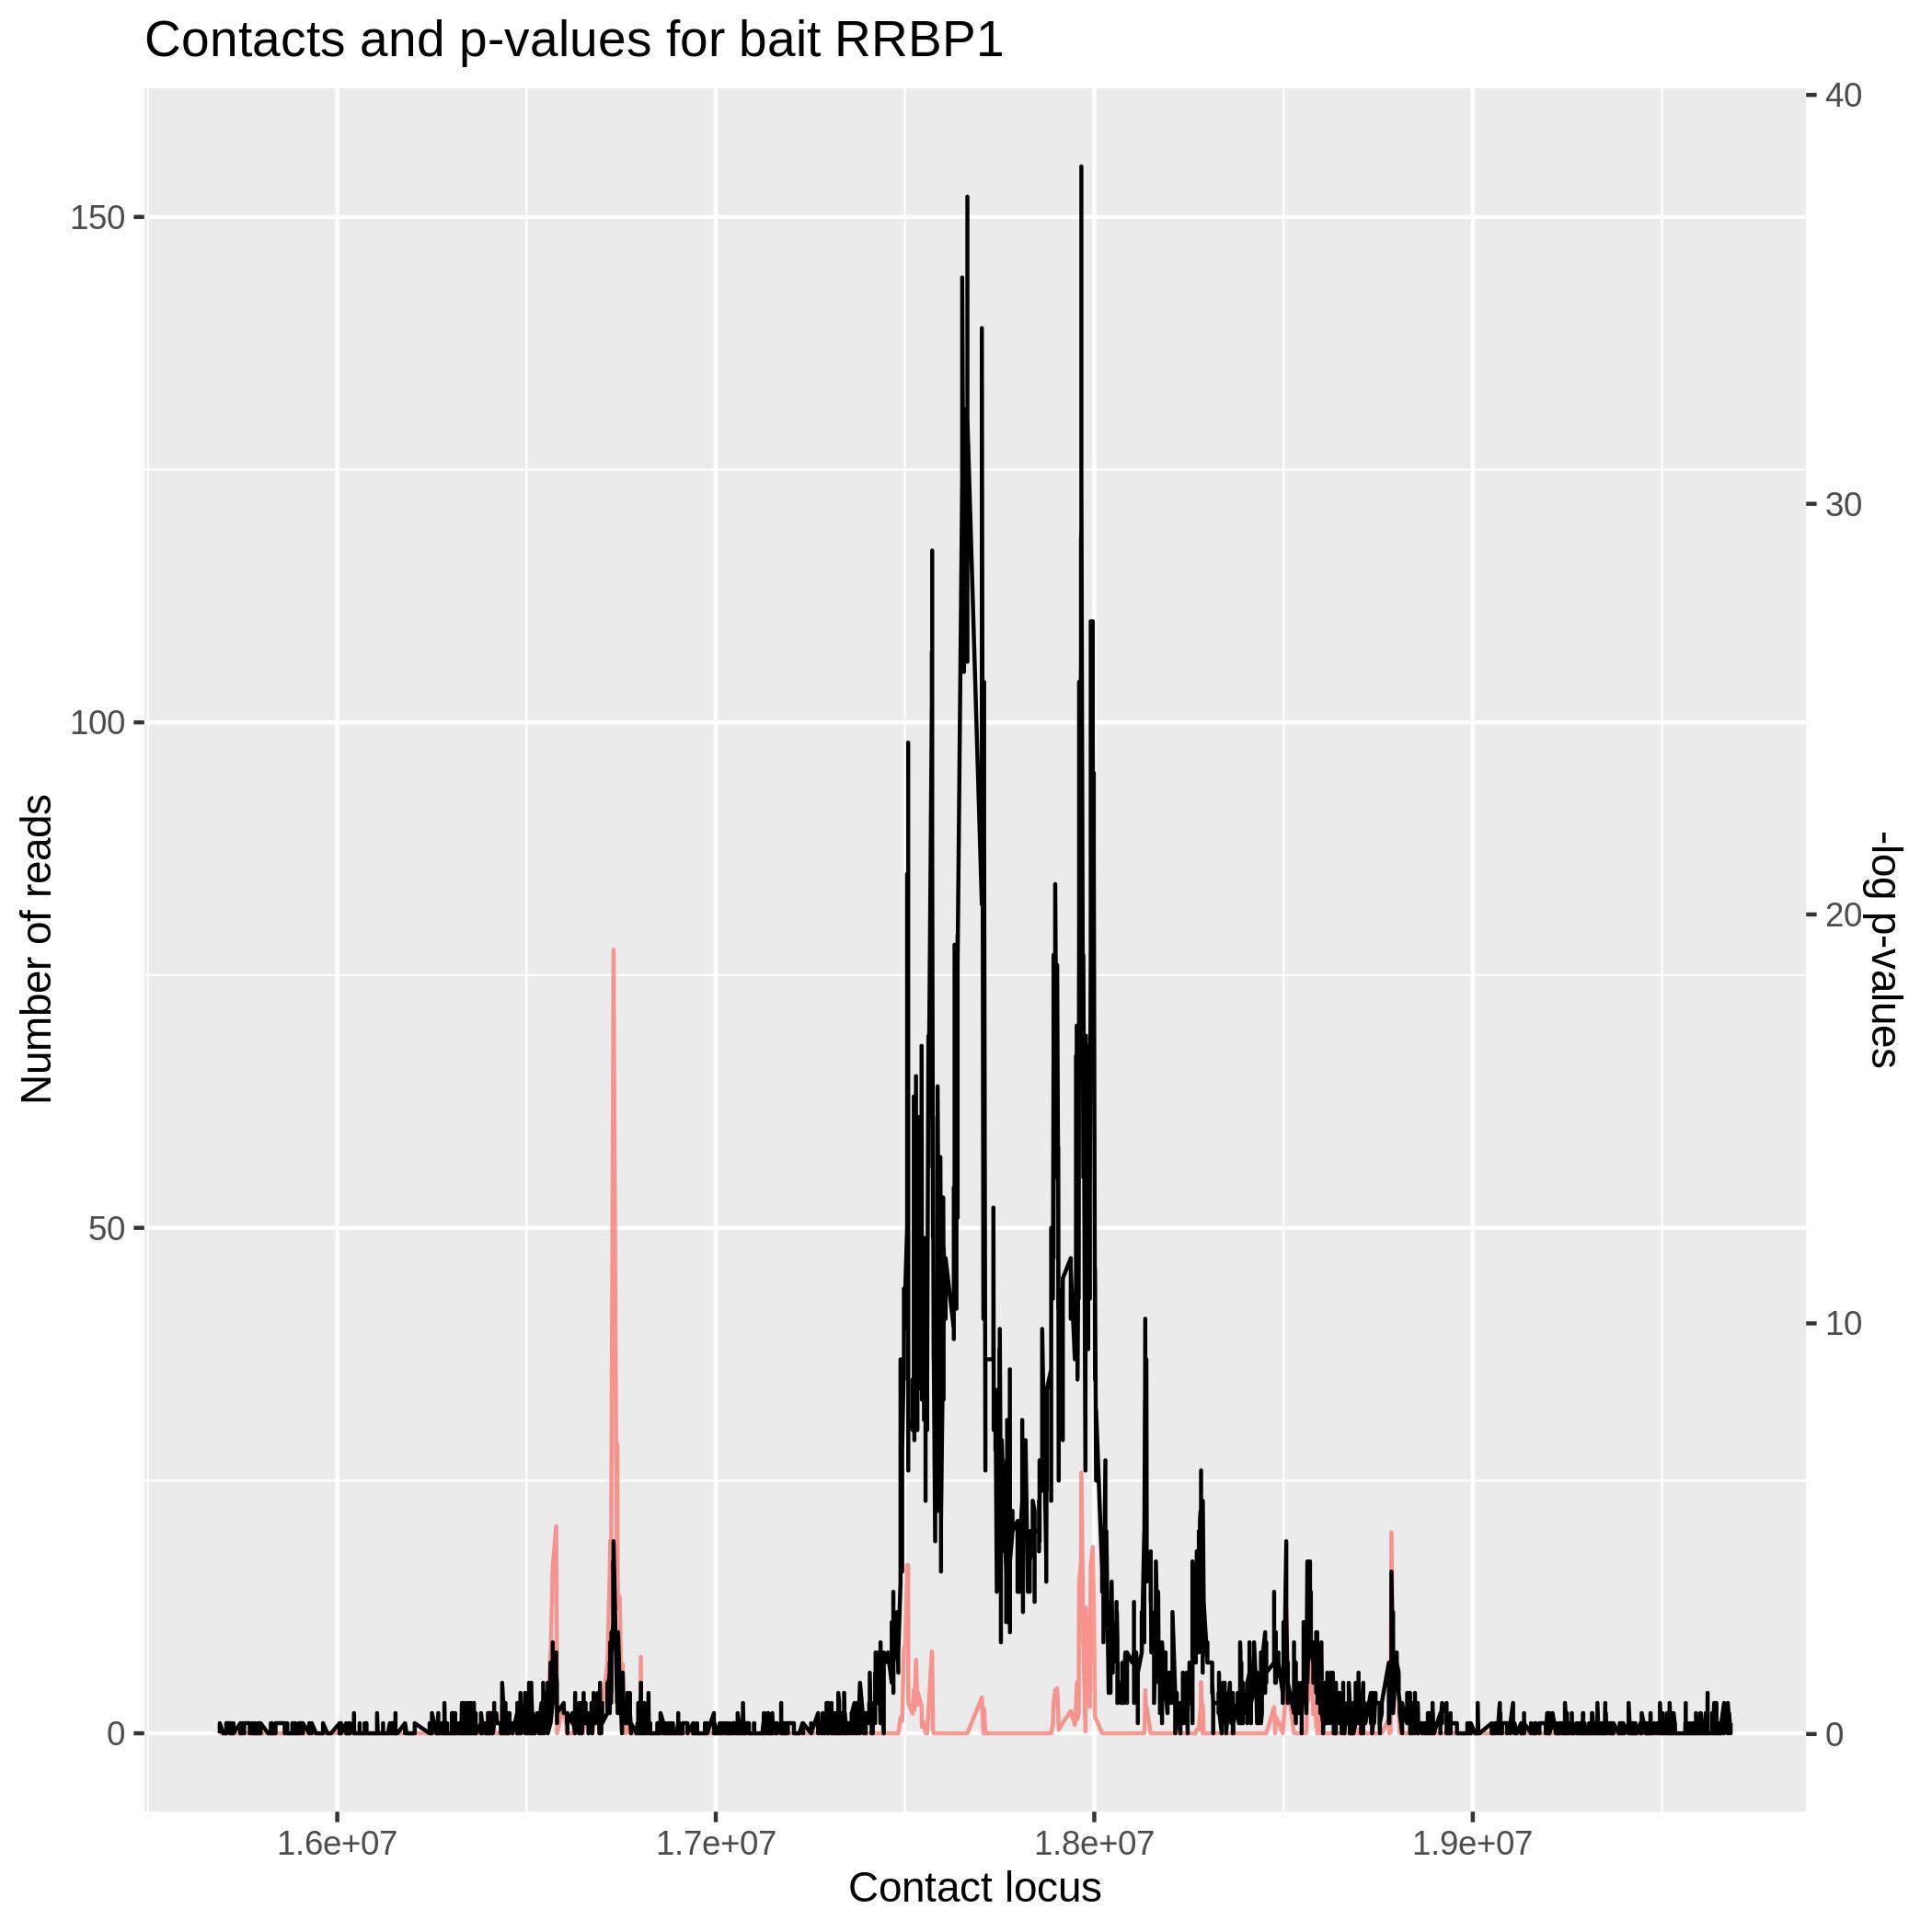 Contacts and p-values for bait RRBP1
40
150
30
100
20
50
10
0
0
Number of reads
-log p-values
1.6e+07
1.7e+07
1.8e+07
1.9e+07
Contact locus